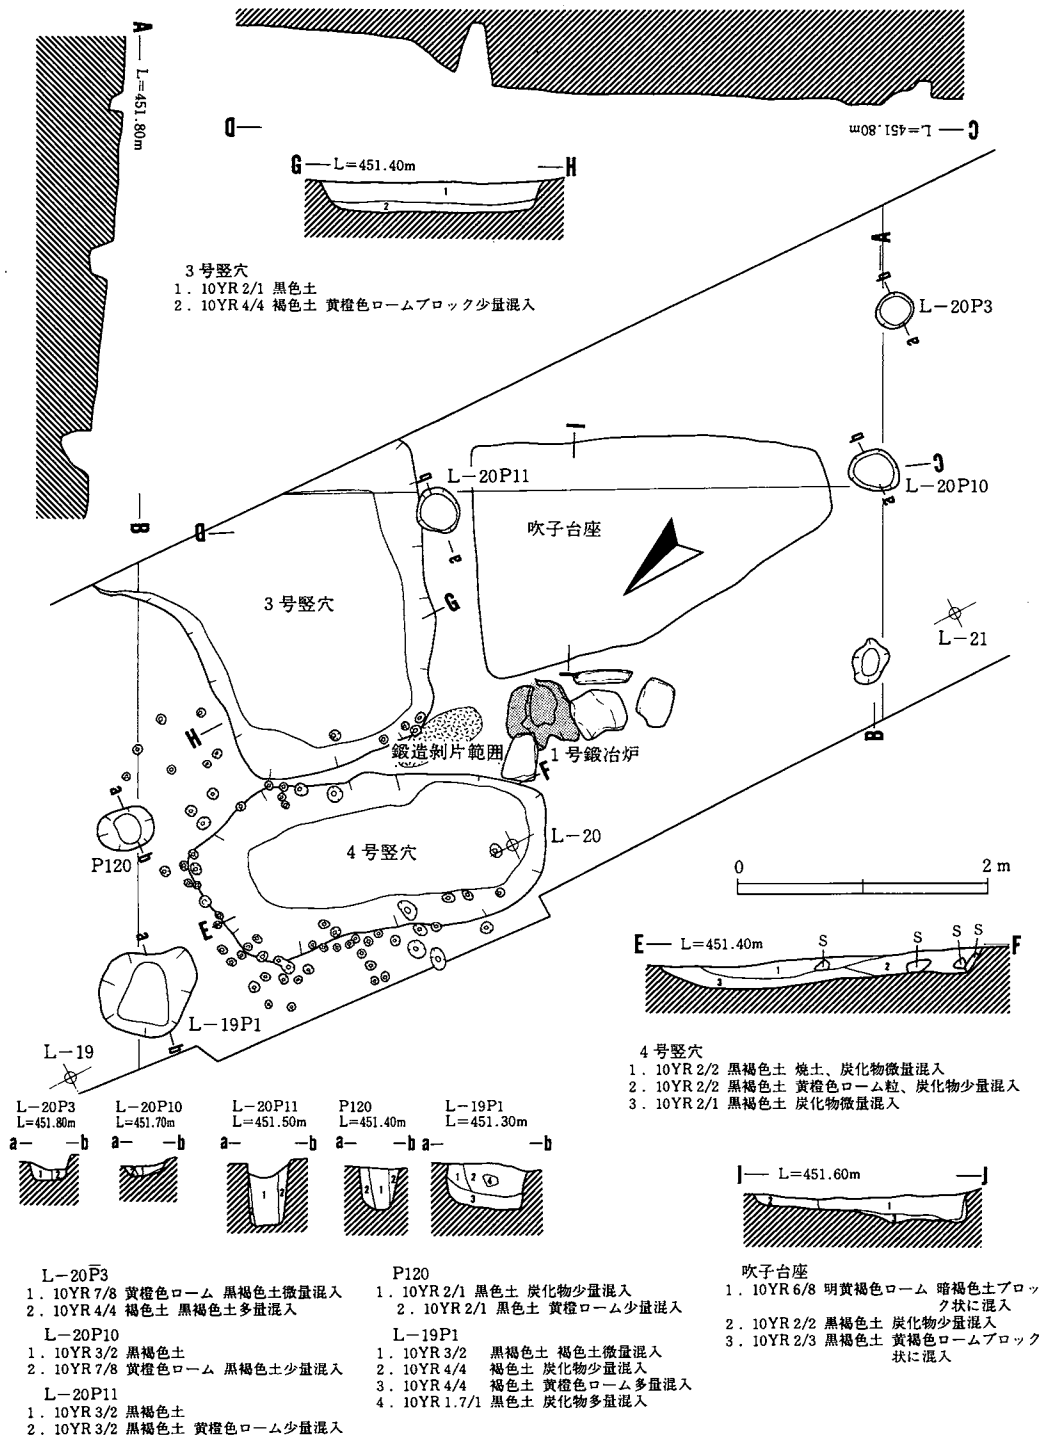 A
L=451.80m
B
D
C
L=451.80m
G
L=451.40m
H
1
2
3号竪穴
1. 10YR 2/1 黒色土
2. 10YR 4/4 褐色土 黄橙色ロームブロック少量混入
A
b
L-20P3
a
I
b
C
L-20P10
a
b
L-20P11
a
D
吹子台座
3号竪穴
G
L-21
H
鍛造剝片範囲
1号鍛冶炉
F
B
a
P120
b
4号竪穴
L-20
E
a
L-19P1
b
L-19
0
2 m
E
L=451.40m
S
S
S
S
F
1
2
3
4号竪穴
1. 10YR 2/2 黒褐色土 焼土、炭化物微量混入
2. 10YR 2/2 黒褐色土 黄橙色ローム粒、炭化物少量混入
3. 10YR 2/1 黒褐色土 炭化物微量混入
L-20P3
L=451.80m
a
b
1
2
L-20P10
L=451.70m
a
b
L-20P11
L=451.50m
a
b
1
2
P120
L=451.40m
a
b
2
1
2
L-19P1
L=451.30m
a
b
1
2
4
3
I
L=451.60m
J
2
1
3
L-20P3
1. 10YR 7/8 黄橙色ローム 黒褐色土微量混入
2. 10YR 4/4 褐色土 黒褐色土多量混入
L-20P10
1. 10YR 3/2 黒褐色土
2. 10YR 7/8 黄橙色ローム 黒褐色土少量混入
L-20P11
1. 10YR 3/2 黒褐色土
2. 10YR 3/2 黒褐色土 黄橙色ローム少量混入
P120
1. 10YR 2/1 黒色土 炭化物少量混入
2. 10YR 2/1 黒色土 黄橙ローム少量混入
L-19P1
1. 10YR 3/2 黒褐色土 褐色土微量混入
2. 10YR 4/4 褐色土 炭化物少量混入
3. 10YR 4/4 褐色土 黄橙色ローム多量混入
4. 10YR 1.7/1 黒色土 炭化物多量混入
吹子台座
1. 10YR 6/8 明黄褐色ローム 暗褐色土ブロッ
ク状に混入
2. 10YR 2/2 黒褐色土 炭化物少量混入
3. 10YR 2/3 黒褐色土 黄褐色ロームブロック
状に混入